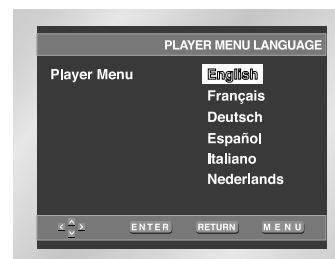 PLAYER MENU LANGUAGE
Player Menu English
Français
Deutsch
Español
Italiano
Nederlands
ENTER RETURN MENU